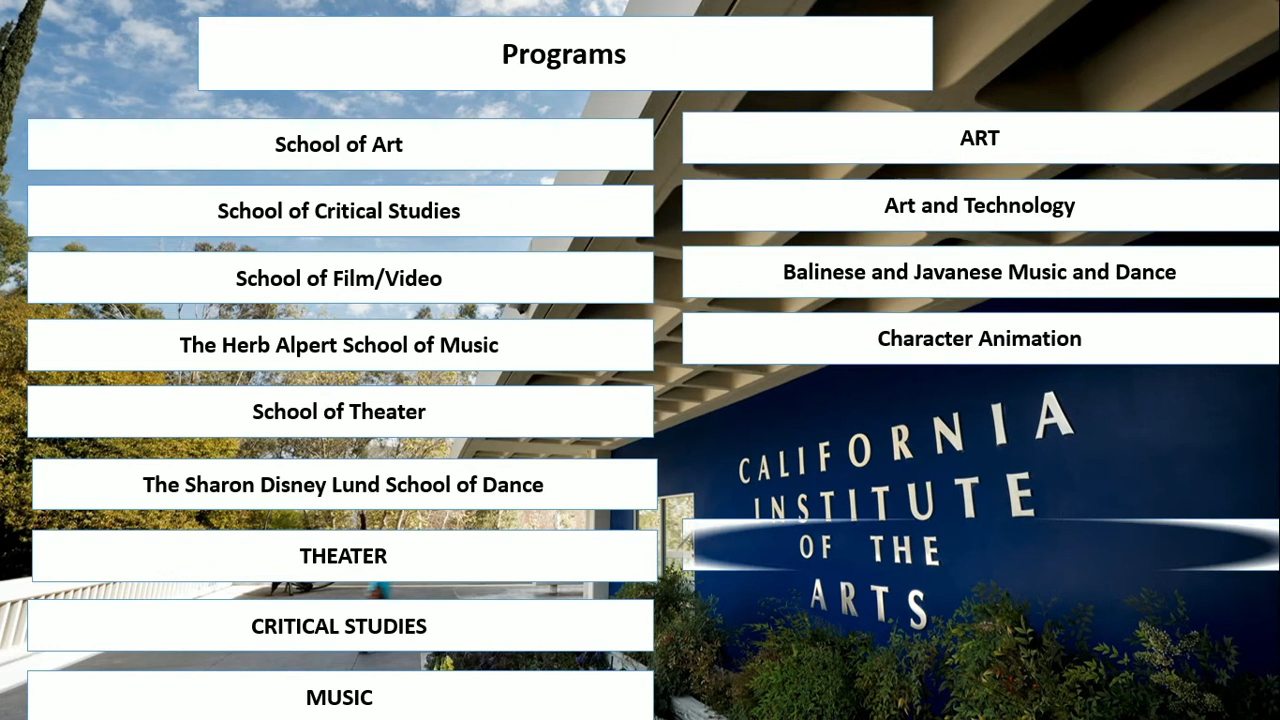 Programs
School of Art
School of Critical Studies
School of Film/Video
The Herb Alpert School of Music
School of Theater
The Sharon Disney Lund School of Dance
THEATER
CRITICAL STUDIES
MUSIC
ART
Art and Technology
Balinese and Javanese Music and Dance
Character Animation
CALIFORNIA
INSTITUTE
OF THE
ARTS